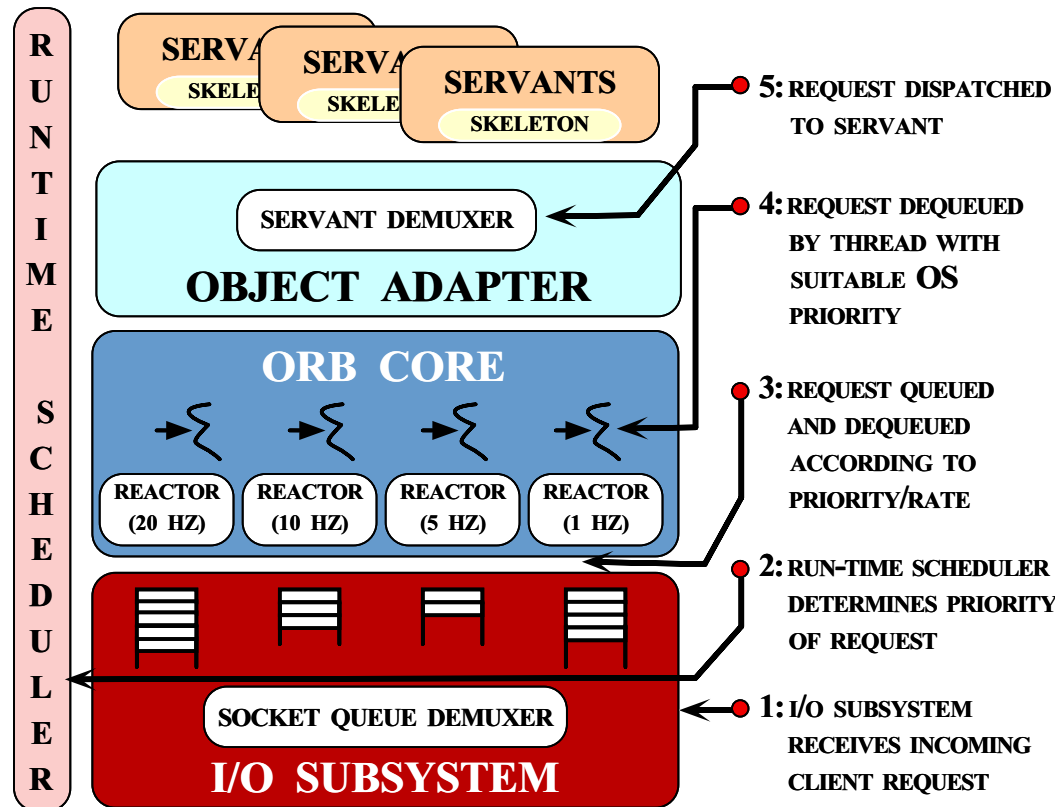 RUNTIME SCHEDULER
SERVA
SKELE
SERVA
SKELE
SERVANTS
SKELETON
SERVANT DEMUXER
OBJECT ADAPTER
ORB CORE
REACTOR
(20 HZ)
REACTOR
(10 HZ)
REACTOR
(5 HZ)
REACTOR
(1 HZ)
SOCKET QUEUE DEMUXER
I/O SUBSYSTEM
5: REQUEST DISPATCHED
TO SERVANT
4: REQUEST DEQUEUED
BY THREAD WITH
SUITABLE OS
PRIORITY
3: REQUEST QUEUED
AND DEQUEUED
ACCORDING TO
PRIORITY/RATE
2: RUN-TIME SCHEDULER
DETERMINES PRIORITY
OF REQUEST
1: I/O SUBSYSTEM
RECEIVES INCOMING
CLIENT REQUEST